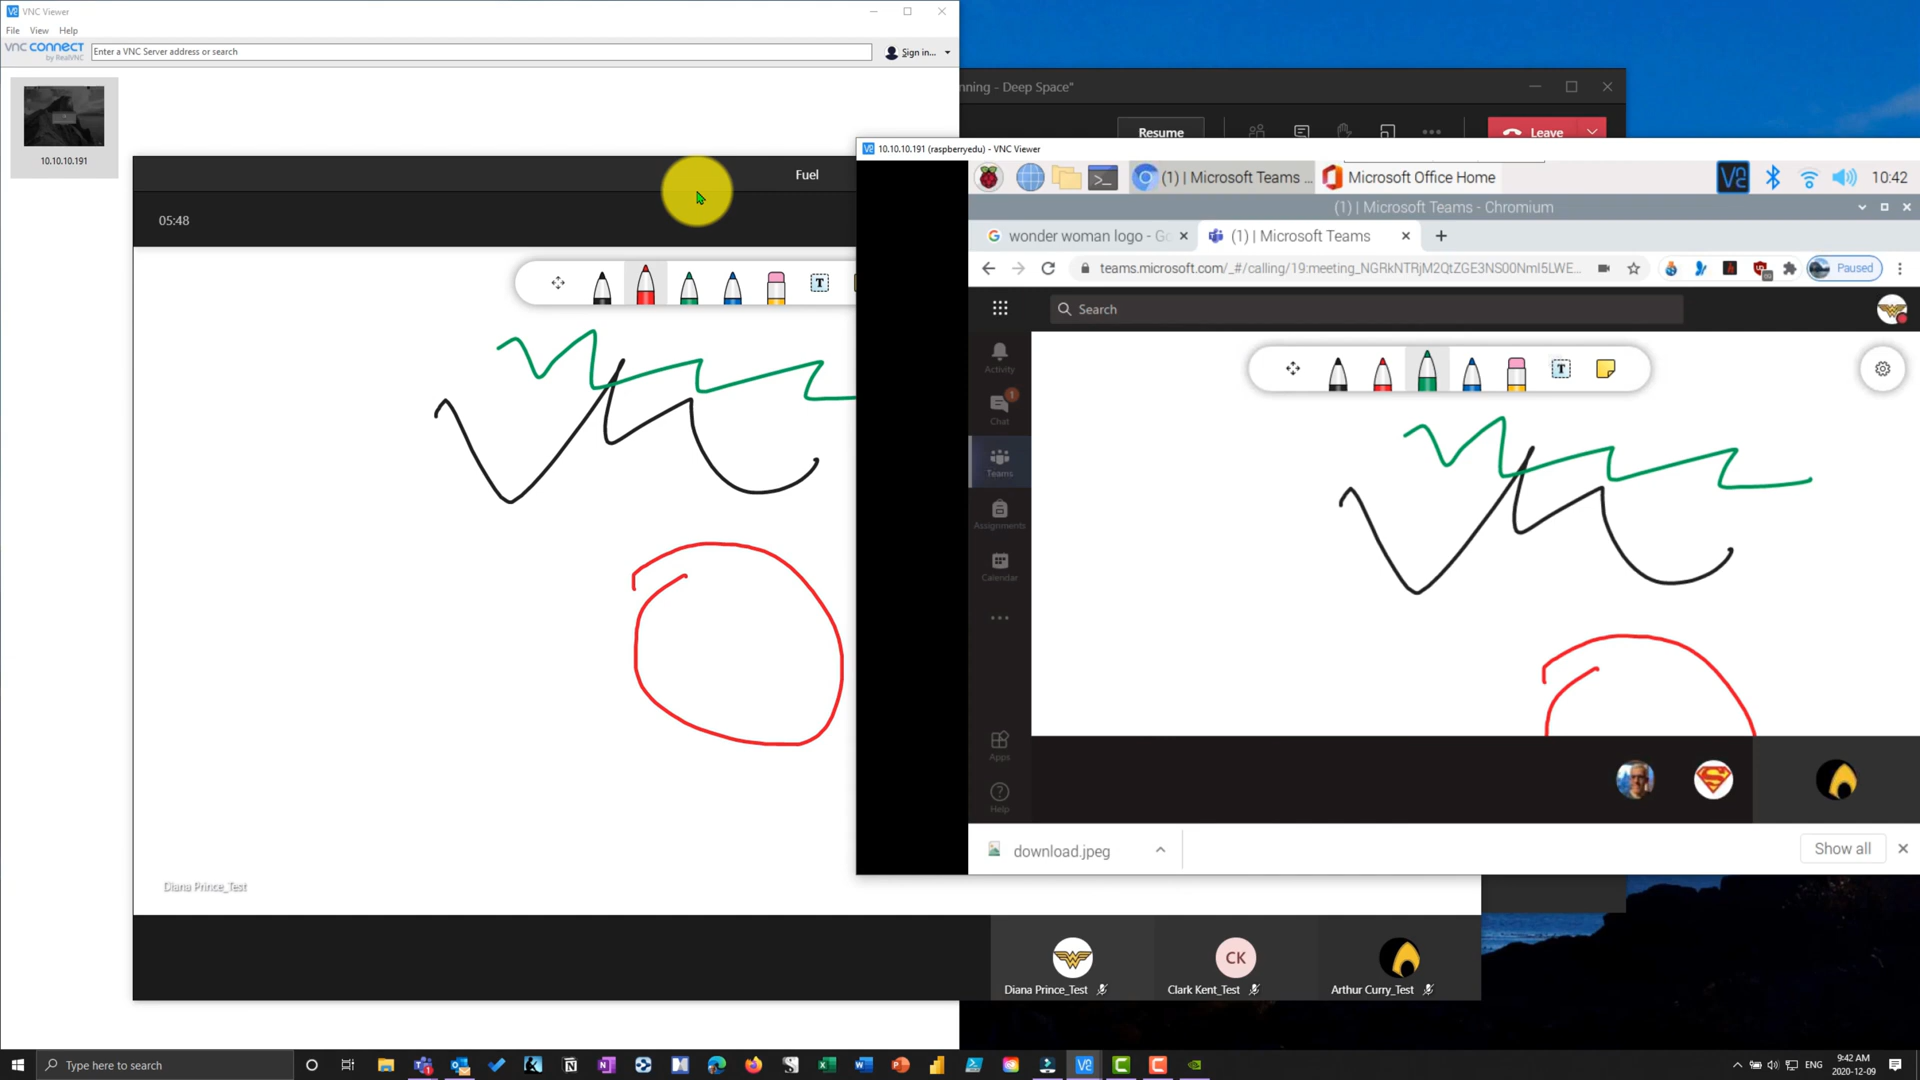 VNC Viewer
File View Help
VNC CONNECT
by RealVNC
Enter a VNC Server address or search
Sign in...
10.10.10.191
nning - Deep Space"
Resume
Leave
Fuel
05:48
T
Diana Prince_Test
Diana Prince_Test
CK
Clark Kent_Test
Arthur Curry_Test
10.10.10.191 (raspberryedu) - VNC Viewer
(1) | Microsoft Teams ...
Microsoft Office Home
10:42
(1) | Microsoft Teams - Chromium
wonder woman logo - Go
(1) | Microsoft Teams
teams.microsoft.com/_#/calling/19:meeting_NGRkNTRjM2QtZGE3NS00NmI5LWE...
Paused
Search
Activity
1
Chat
Teams
Assignments
Calendar
Apps
Help
T
download.jpeg
Show all
Type here to search
ENG
9:42 AM
2020-12-09